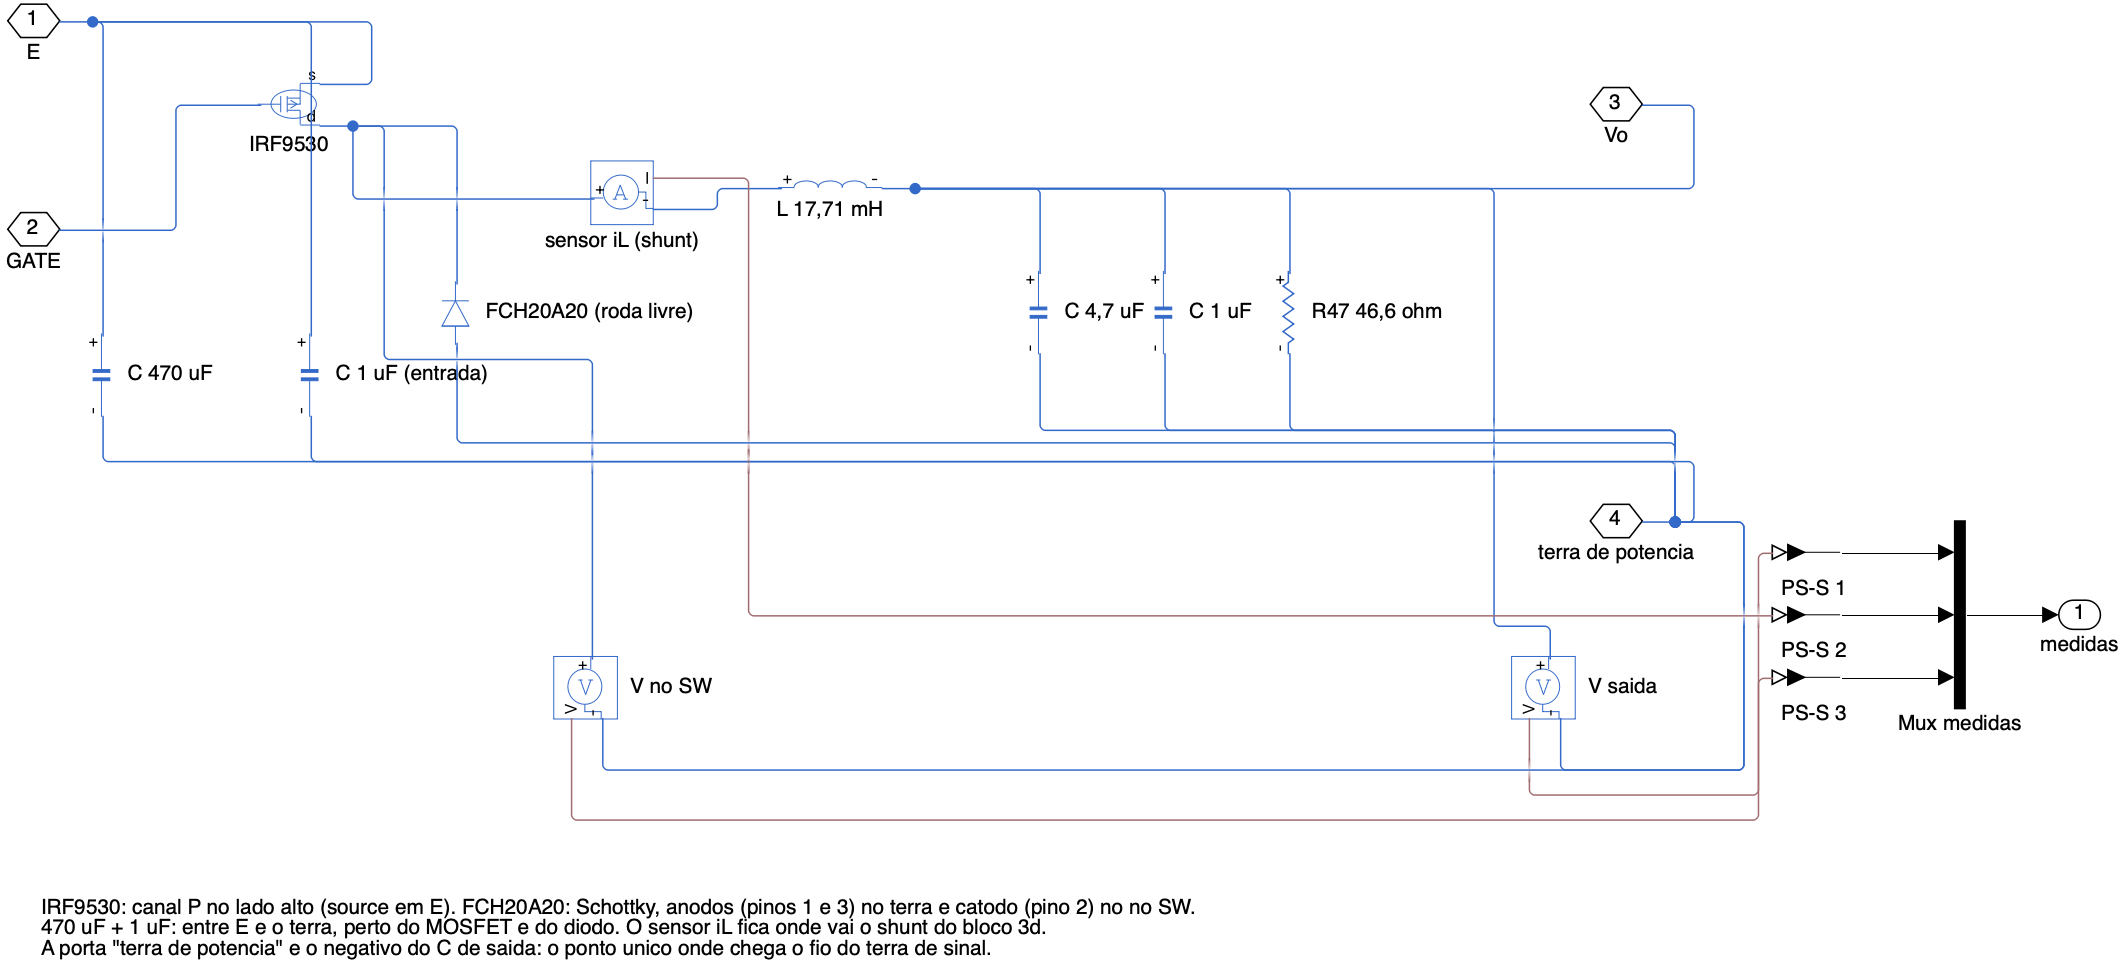 1
E
s
d
IRF9530
2
GATE
+
A
I
-
sensor iL (shunt)
+
-
L 17,71 mH
3
Vo
+
-
C 470 uF
+
-
C 1 uF (entrada)
FCH20A20 (roda livre)
+
-
C 4,7 uF
+
-
C 1 uF
+
-
R47 46,6 ohm
4
terra de potencia
+
V
V
-
V no SW
+
V
V
-
V saida
PS-S 1
PS-S 2
PS-S 3
Mux medidas
1
medidas
IRF9530: canal P no lado alto (source em E). FCH20A20: Schottky, anodos (pinos 1 e 3) no terra e catodo (pino 2) no no SW.
470 uF + 1 uF: entre E e o terra, perto do MOSFET e do diodo. O sensor iL fica onde vai o shunt do bloco 3d.
A porta "terra de potencia" e o negativo do C de saida: o ponto unico onde chega o fio do terra de sinal.